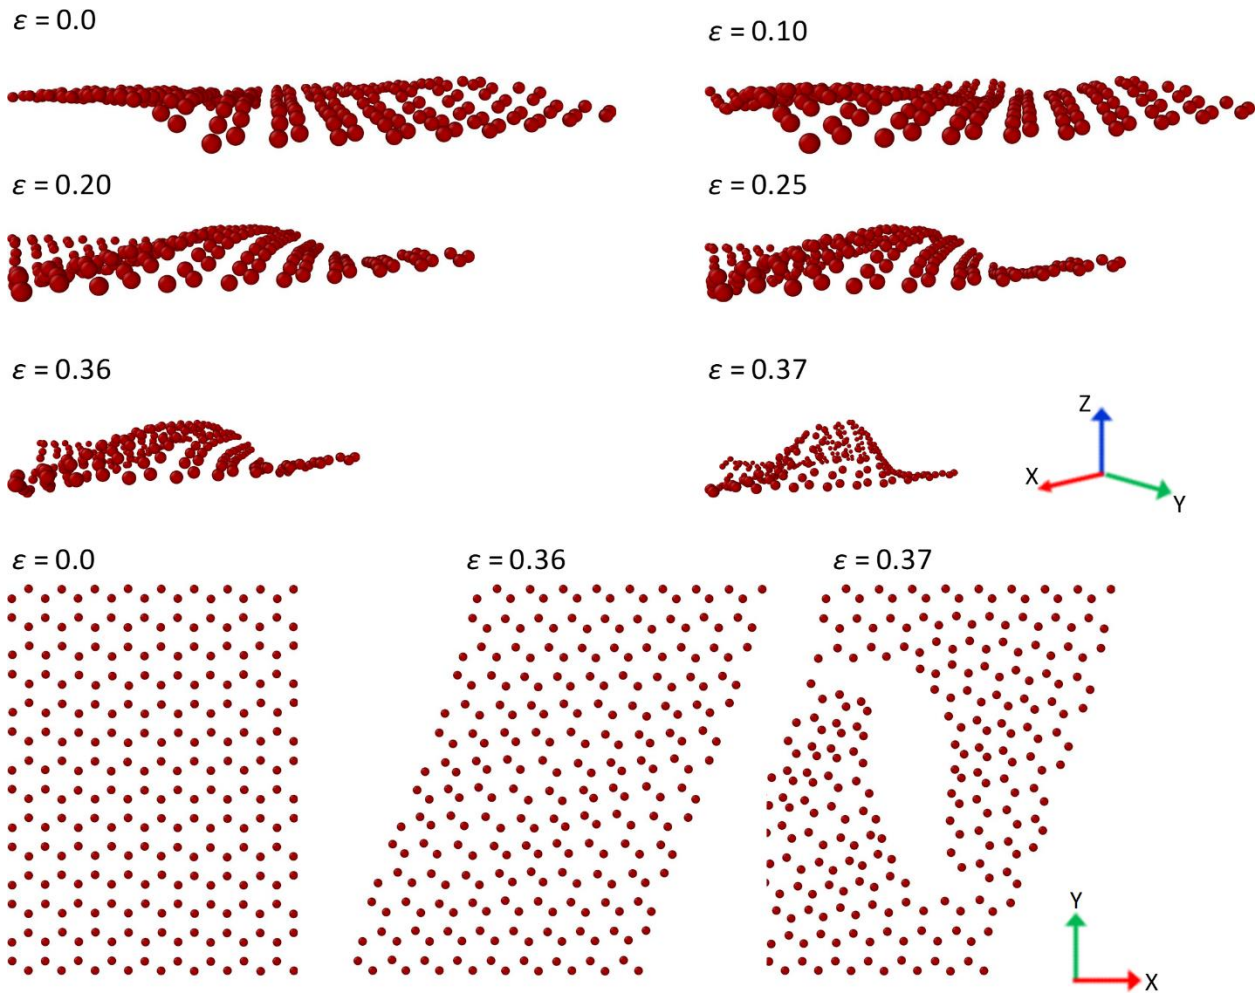 ε = 0.0
ε = 0.10
ε = 0.20
ε = 0.25
ε = 0.36
ε = 0.37
Z
X
Y
ε = 0.0
ε = 0.36
ε = 0.37
Y
X